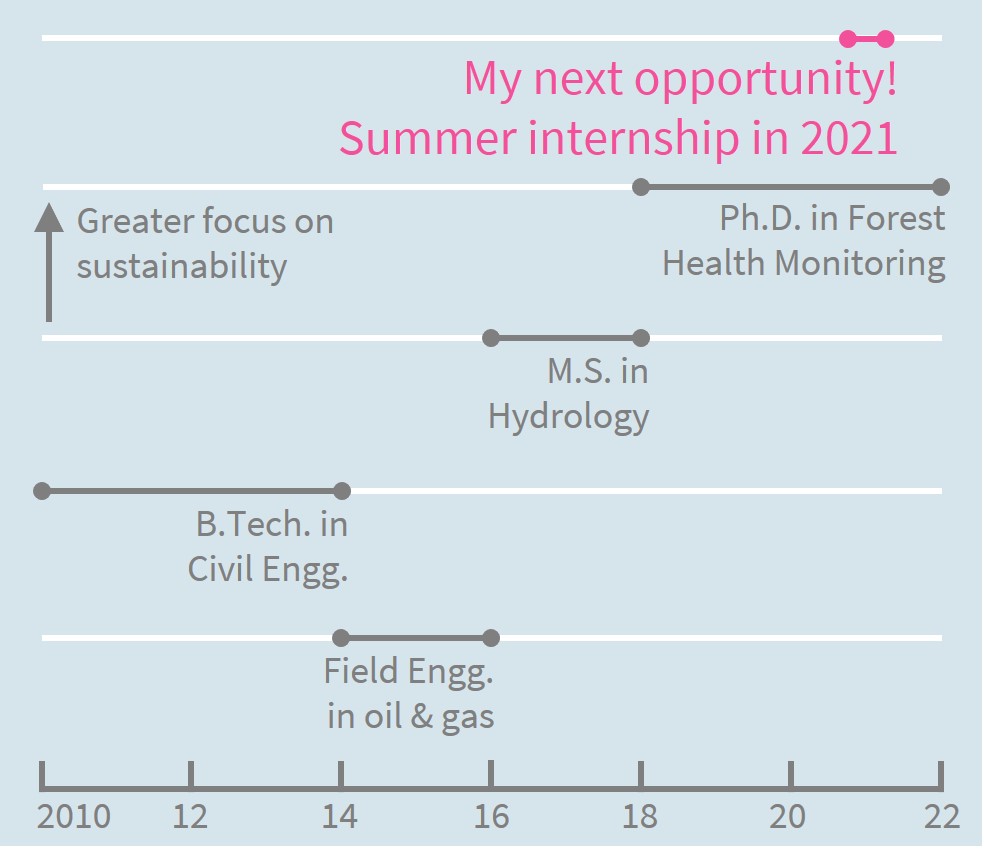 My next opportunity!
Summer internship in 2021
Greater focus on
sustainability
Ph.D. in Forest
Health Monitoring
M.S. in
Hydrology
B.Tech. in
Civil Engg.
Field Engg.
in oil & gas
2010 12 14 16 18 20 22